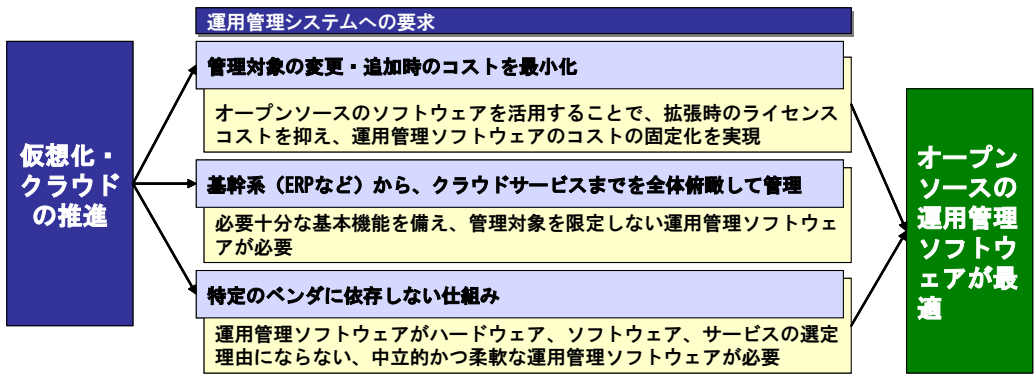 運用管理システムへの要求
仮想化・
クラウド
の推進
管理対象の変更・追加時のコストを最小化
オープンソースのソフトウェアを活用することで、拡張時のライセンス
コストを抑え、運用管理ソフトウェアのコストの固定化を実現
基幹系（ERPなど）から、クラウドサービスまでを全体俯瞰して管理
必要十分な基本機能を備え、管理対象を限定しない運用管理ソフトウェ
アが必要
特定のベンダに依存しない仕組み
運用管理ソフトウェアがハードウェア、ソフトウェア、サービスの選定
理由にならない、中立的かつ柔軟な運用管理ソフトウェアが必要
オープン
ソースの
運用管理
ソフトウ
ェアが最
適